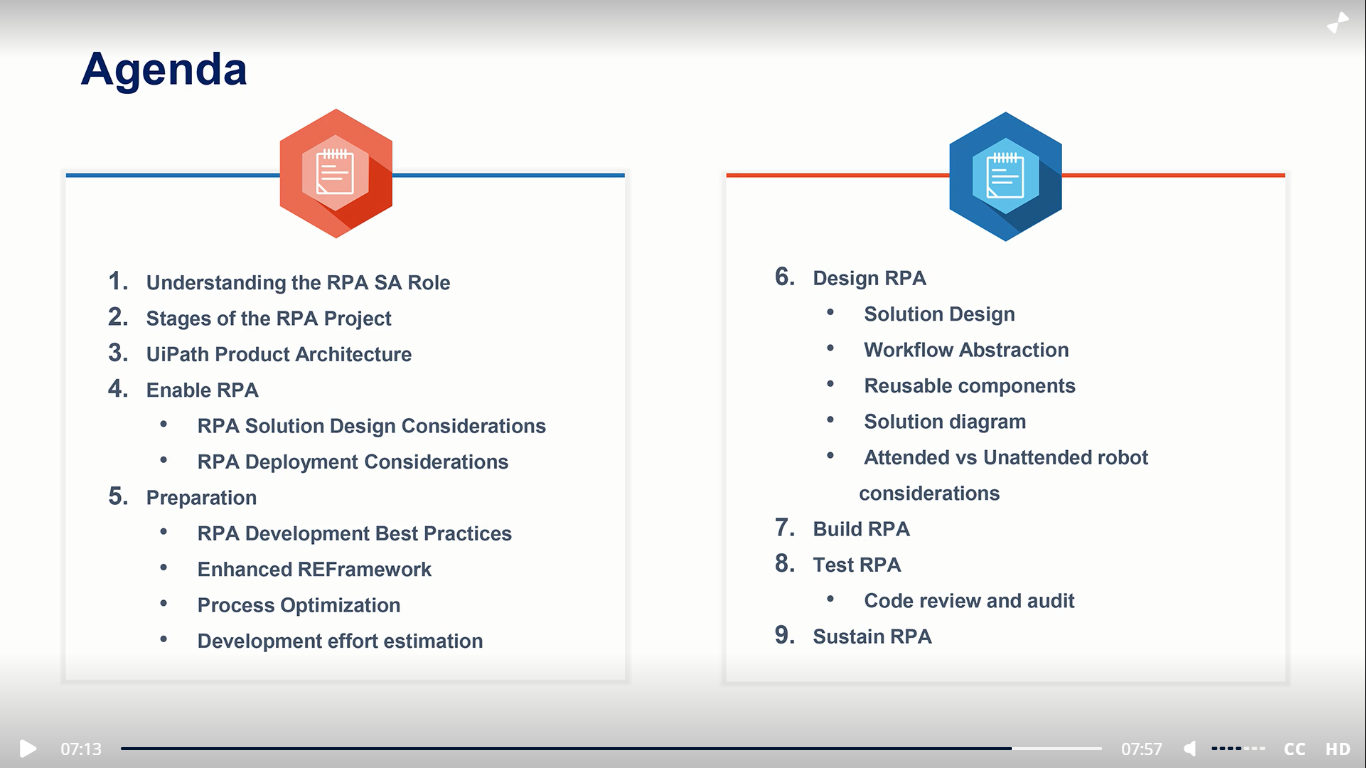 Agenda
1. Understanding the RPA SA Role
2. Stages of the RPA Project
3. UiPath Product Architecture
4. Enable RPA
• RPA Solution Design Considerations
• RPA Deployment Considerations
5. Preparation
• RPA Development Best Practices
• Enhanced REFramework
• Process Optimization
• Development effort estimation
6. Design RPA
• Solution Design
• Workflow Abstraction
• Reusable components
• Solution diagram
• Attended vs Unattended robot
considerations
7. Build RPA
8. Test RPA
• Code review and audit
9. Sustain RPA
07:13 07:57 CC HD